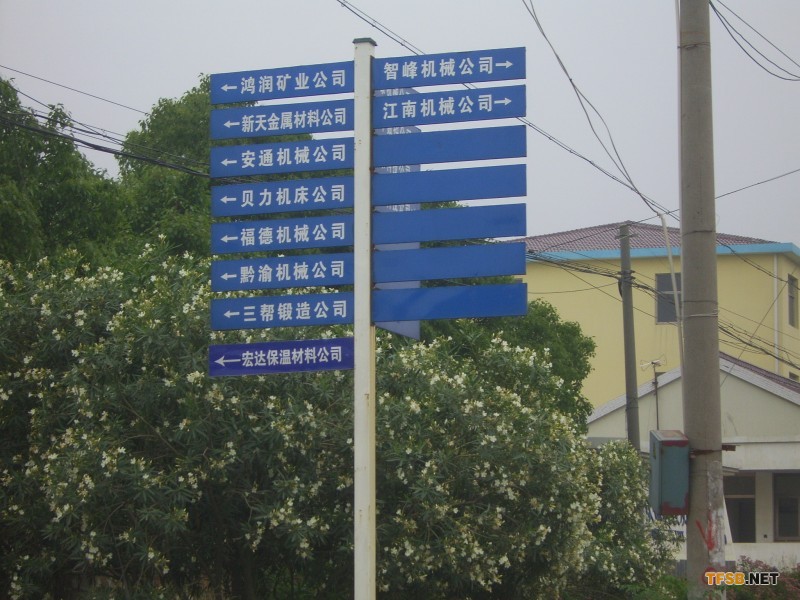 ←鸿润矿业公司
←新天金属材料公司
←安通机械公司
←贝力机床公司
←福德机械公司
←黔渝机械公司
←三帮锻造公司
←宏达保温材料公司
智峰机械公司→
江南机械公司→
TFSB.NET